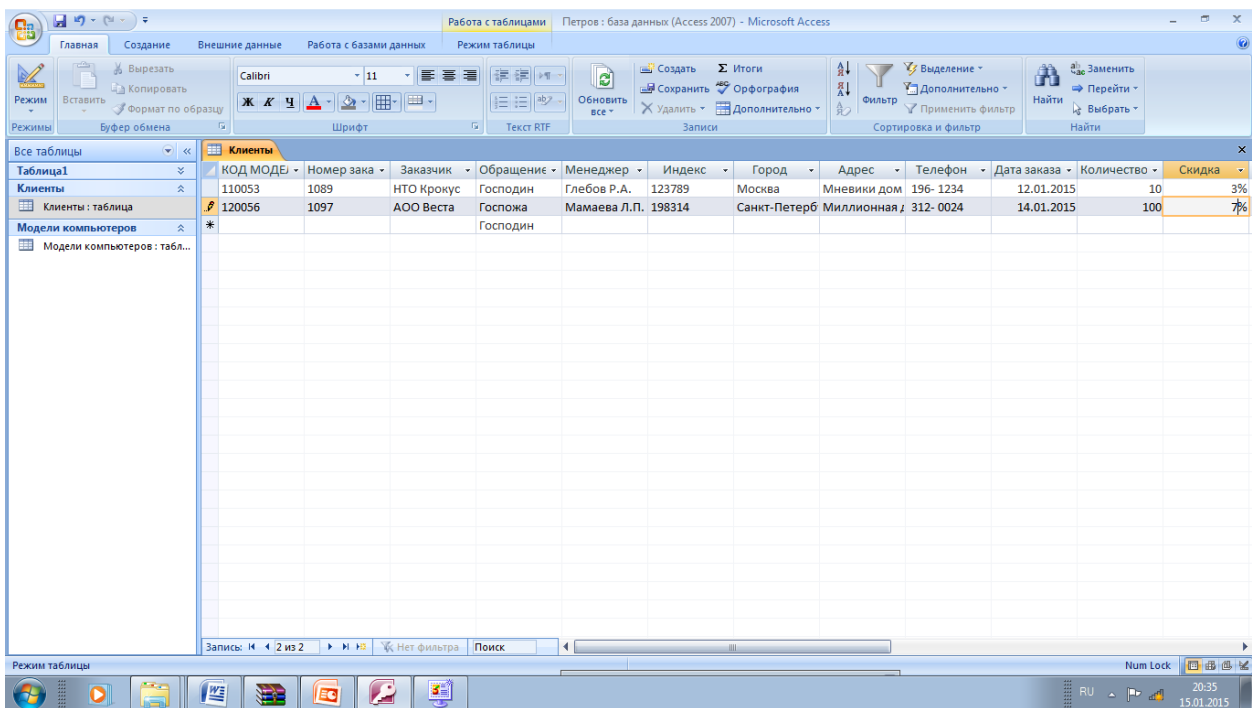 Работа с таблицами Петров : база данных (Access 2007) - Microsoft Access
Главная Создание Внешние данные Работа с базами данных Режим таблицы
Режим
Режимы
Вставить
Вырезать
Копировать
Формат по образцу
Буфер обмена
Calibri 11
Ж К Ч А
Шрифт
Текст RTF
Обновить все
Создать
Сохранить
Удалить
Σ Итоги
Орфография
Дополнительно
Записи
Фильтр
Выделение
Дополнительно
Применить фильтр
Сортировка и фильтр
Найти
Заменить
Перейти
Выбрать
Найти
Все таблицы
Таблица1
Клиенты
Клиенты : таблица
Модели компьютеров
Модели компьютеров : табл...
Клиенты
КОД МОДЕЛ Номер зака Заказчик Обращение Менеджер Индекс Город Адрес Телефон Дата заказа Количество Скидка
110053 1089 НТО Крокус Господин Глебов Р.А. 123789 Москва Мневики дом 196- 1234 12.01.2015 10 3%
120056 1097 АОО Веста Госпожа Мамаева Л.П. 198314 Санкт-Петерб Миллионная д 312- 0024 14.01.2015 100 7%
Господин
Запись: 2 из 2 Нет фильтра Поиск
Режим таблицы Num Lock
RU 20:35
15.01.2015